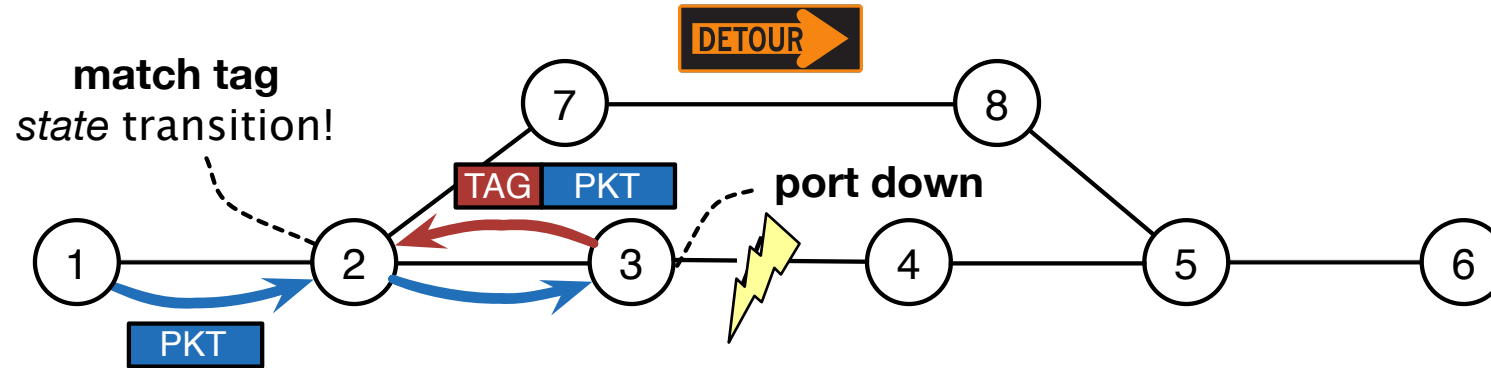 DETOUR
match tag
state transition!
7
8
TAG PKT
port down
1
2
3
4
5
6
PKT